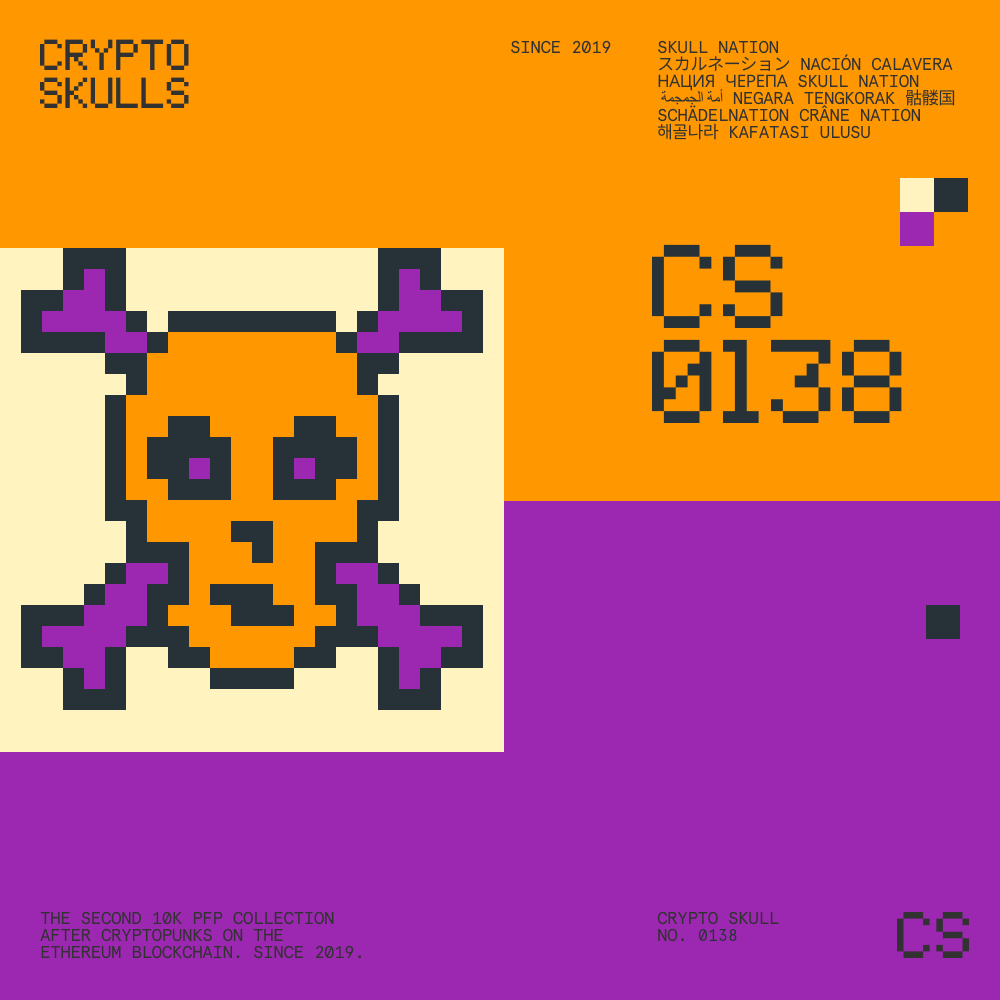 CRYPTO
SKULLS
SINCE 2019
SKULL NATION
スカルネーション NACIÓN CALAVERA
НАЦИЯ ЧЕРЕПА SKULL NATION
أمة الجمجمة NEGARA TENGKORAK 骷髅国
SCHÄDELNATION CRÂNE NATION
해골나라 KAFATASI ULUSU
CS
0138
THE SECOND 10K PFP COLLECTION
AFTER CRYPTOPUNKS ON THE
ETHEREUM BLOCKCHAIN. SINCE 2019.
CRYPTO SKULL
NO. 0138
CS